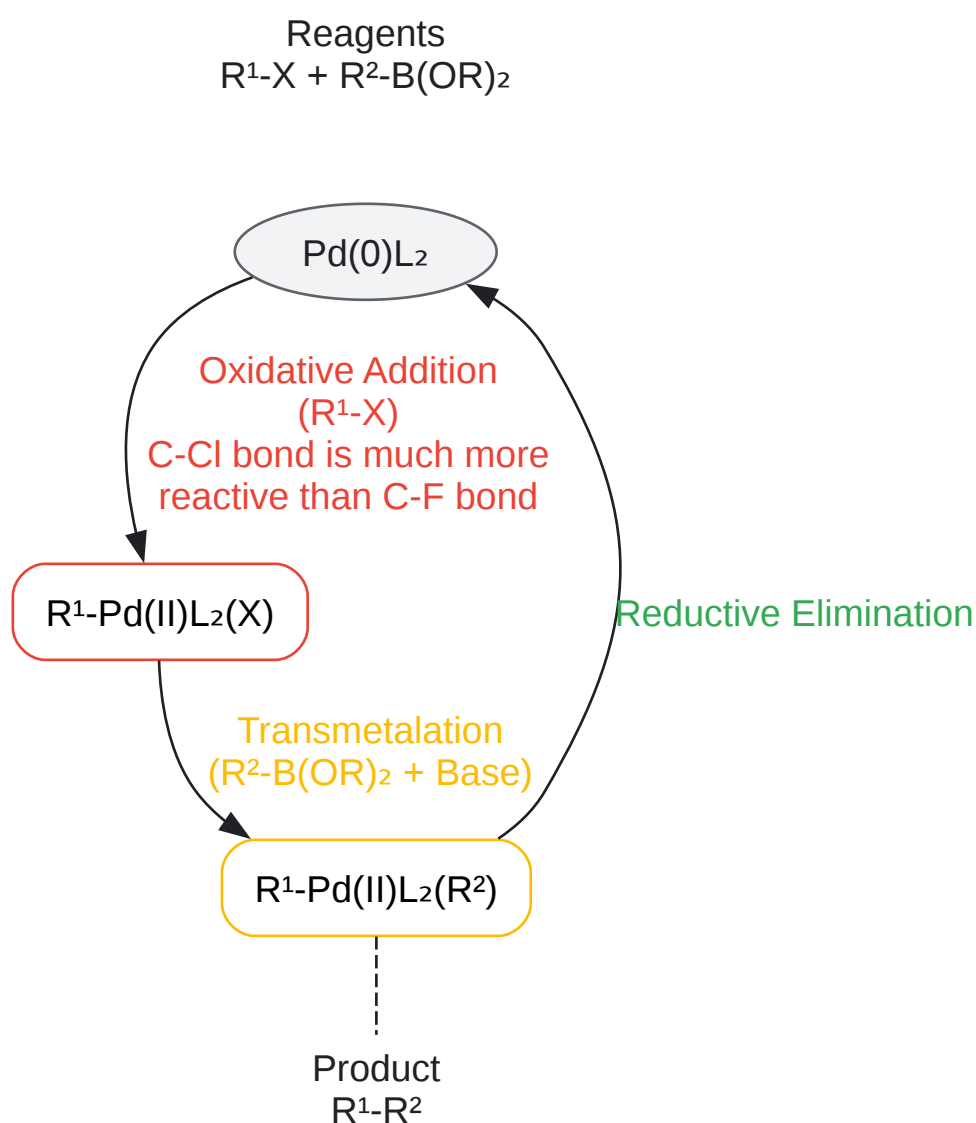 Reagents
R¹-X + R²-B(OR)₂
Pd(0)L₂
Oxidative Addition
(R¹-X)
C-Cl bond is much more
reactive than C-F bond
R¹-Pd(II)L₂(X)
Reductive Elimination
Transmetalation
(R²-B(OR)₂ + Base)
R¹-Pd(II)L₂(R²)
Product
R¹-R²